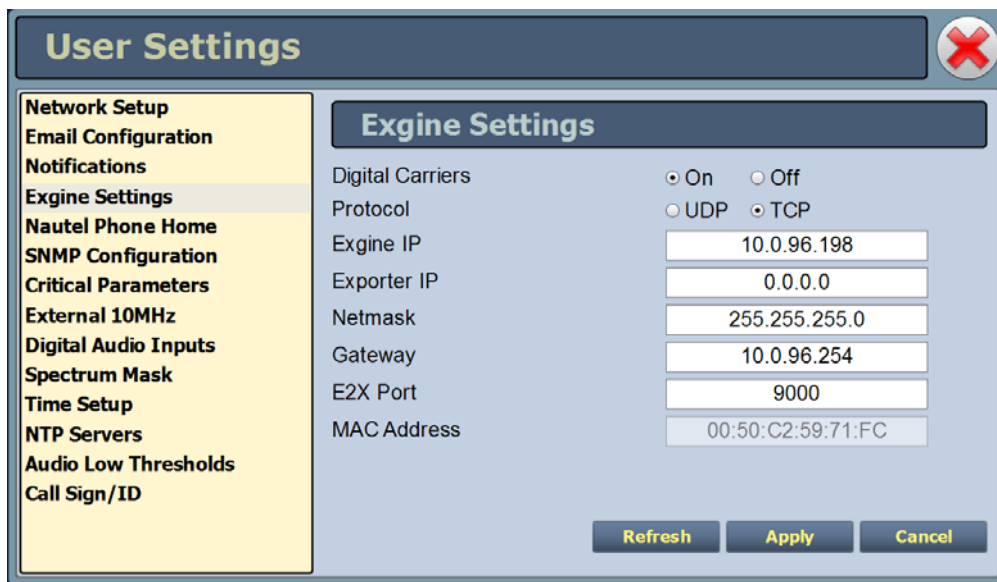 User Settings
Network Setup
Email Configuration
Notifications
Exgine Settings
Nautel Phone Home
SNMP Configuration
Critical Parameters
External 10MHz
Digital Audio Inputs
Spectrum Mask
Time Setup
NTP Servers
Audio Low Thresholds
Call Sign/ID
Exgine Settings
Digital Carriers On Off
Protocol UDP TCP
Exgine IP 10.0.96.198
Exporter IP 0.0.0.0
Netmask 255.255.255.0
Gateway 10.0.96.254
E2X Port 9000
MAC Address 00:50:C2:59:71:FC
Refresh Apply Cancel